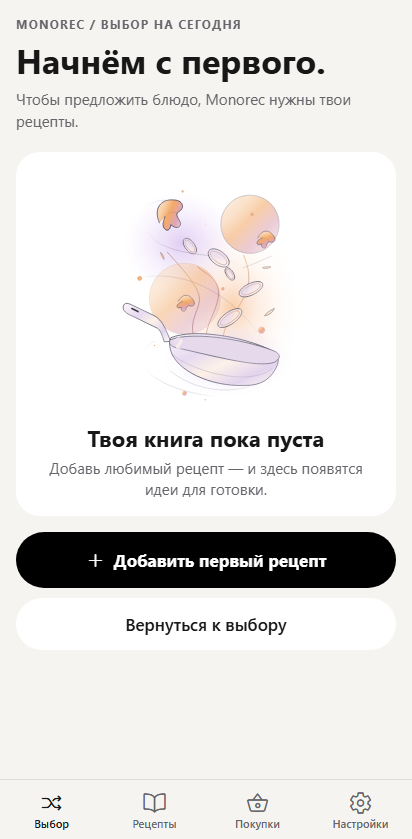 MONOREC / ВЫБОР НА СЕГОДНЯ
Начнём с первого.
Чтобы предложить блюдо, Monorec нужны твои
рецепты.
Твоя книга пока пуста
Добавь любимый рецепт — и здесь появятся
идеи для готовки.
+ Добавить первый рецепт
Вернуться к выбору
Выбор
Рецепты
Покупки
Настройки